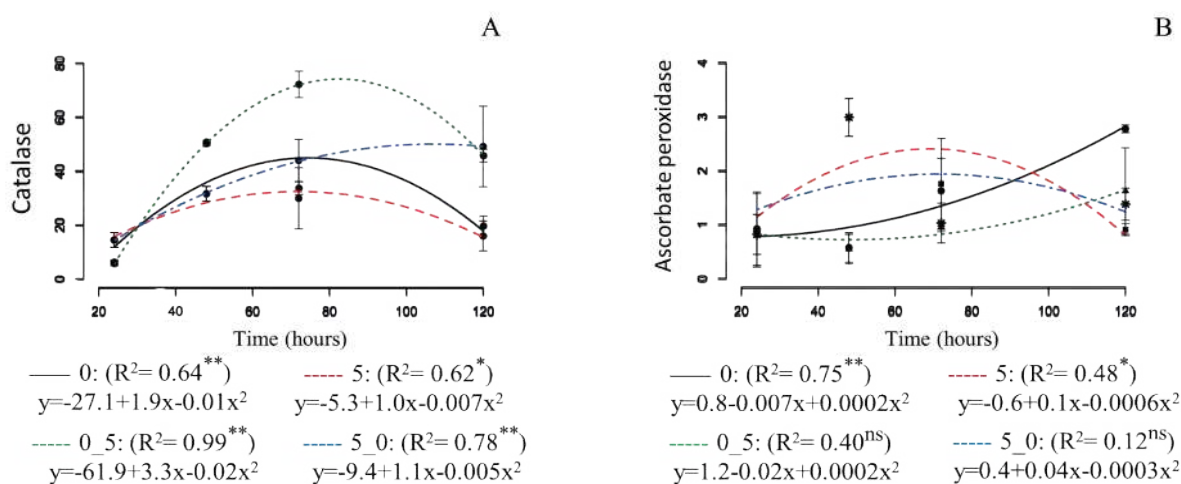 A
Catalase
80
60
40
20
0
20 40 60 80 100 120
Time (hours)
0: (R²= 0.64**)
y=-27.1+1.9x-0.01x²
5: (R²= 0.62*)
y=-5.3+1.0x-0.007x²
0_5: (R²= 0.99**)
y=-61.9+3.3x-0.02x²
5_0: (R²= 0.78**)
y=-9.4+1.1x-0.005x²
B
Ascorbate peroxidase
4
3
2
1
0
20 40 60 80 100 120
Time (hours)
0: (R²= 0.75**)
y=0.8-0.007x+0.0002x²
5: (R²= 0.48*)
y=-0.6+0.1x-0.0006x²
0_5: (R²= 0.40ns)
y=1.2-0.02x+0.0002x²
5_0: (R²= 0.12ns)
y=0.4+0.04x-0.0003x²